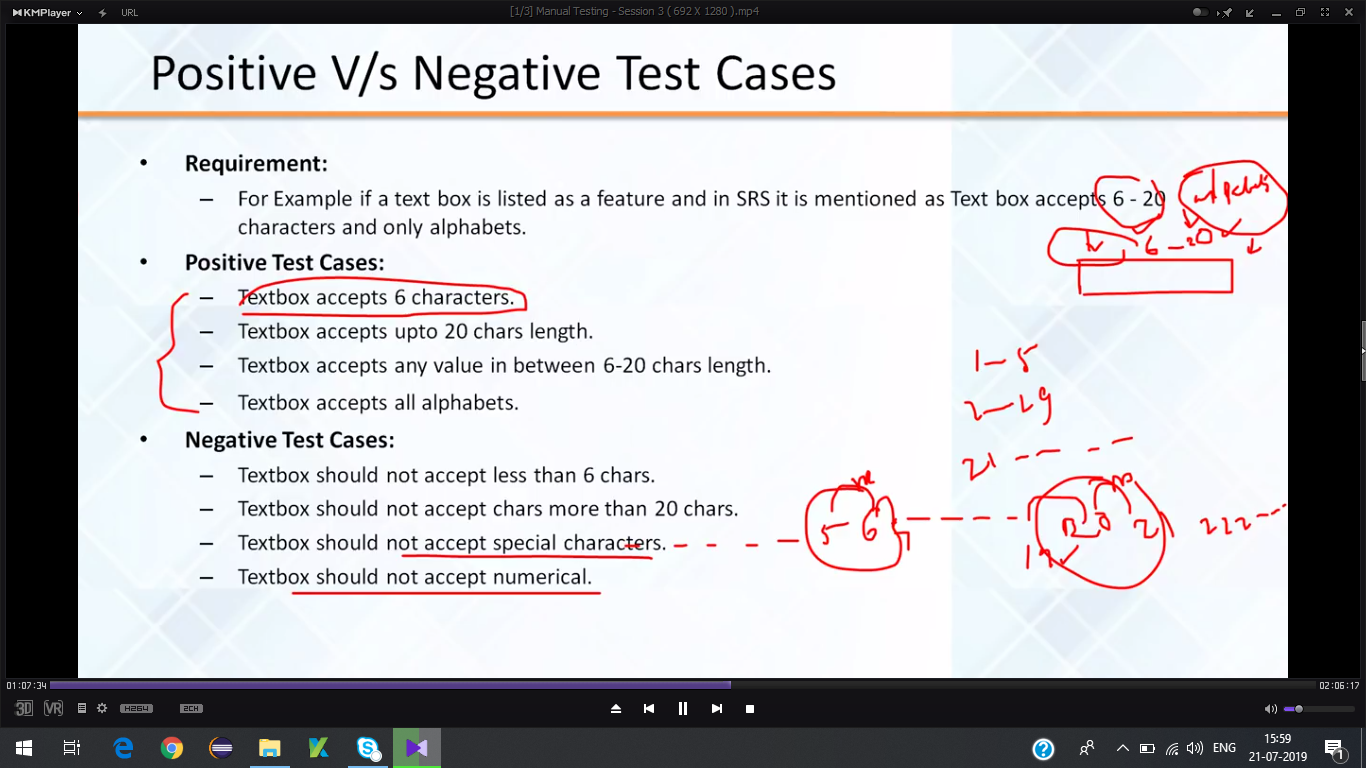 KMPlayer
URL
[1/3] Manual Testing - Session 3 ( 692 X 1280 ).mp4
Positive V/s Negative Test Cases
• Requirement:
– For Example if a text box is listed as a feature and in SRS it is mentioned as Text box accepts 6 - 20
characters and only alphabets.
6 – 20
• Positive Test Cases:
– Textbox accepts 6 characters.
– Textbox accepts upto 20 chars length.
– Textbox accepts any value in between 6-20 chars length.
– Textbox accepts all alphabets.
1 – 5
21 - - - -
• Negative Test Cases:
– Textbox should not accept less than 6 chars.
– Textbox should not accept chars more than 20 chars.
– Textbox should not accept special characters.
– Textbox should not accept numerical.
5 – 6
7
19
222 - - -
01:07:34
02:06:17
3D VR H264 2CH
ENG
15:59
21-07-2019
1